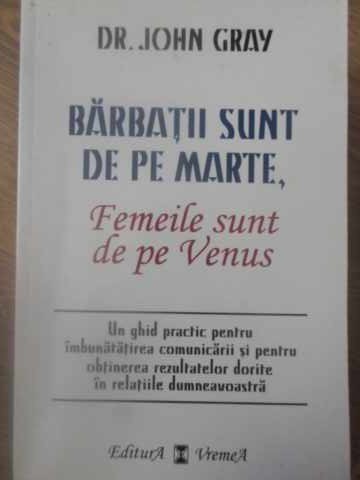 DR. JOHN GRAY
BĂRBAȚII SUNT
DE PE MARTE,
Femeile sunt
de pe Venus
Un ghid practic pentru
îmbunătățirea comunicării și pentru
obținerea rezultatelor dorite
în relațiile dumneavoastră
EditurA VremeA